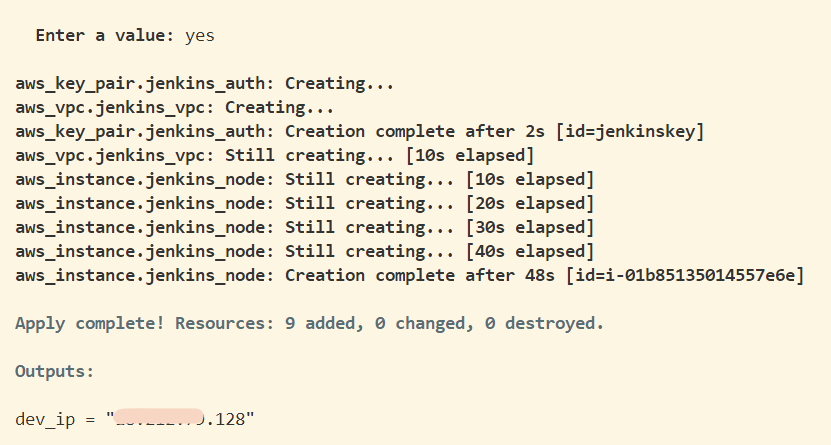 Enter a value: yes
aws_key_pair.jenkins_auth: Creating...
aws_vpc.jenkins_vpc: Creating...
aws_key_pair.jenkins_auth: Creation complete after 2s [id=jenkinskey]
aws_vpc.jenkins_vpc: Still creating... [10s elapsed]
aws_instance.jenkins_node: Still creating... [10s elapsed]
aws_instance.jenkins_node: Still creating... [20s elapsed]
aws_instance.jenkins_node: Still creating... [30s elapsed]
aws_instance.jenkins_node: Still creating... [40s elapsed]
aws_instance.jenkins_node: Creation complete after 48s [id=i-01b85135014557e6e]
Apply complete! Resources: 9 added, 0 changed, 0 destroyed.
Outputs:
dev_ip = ".128"